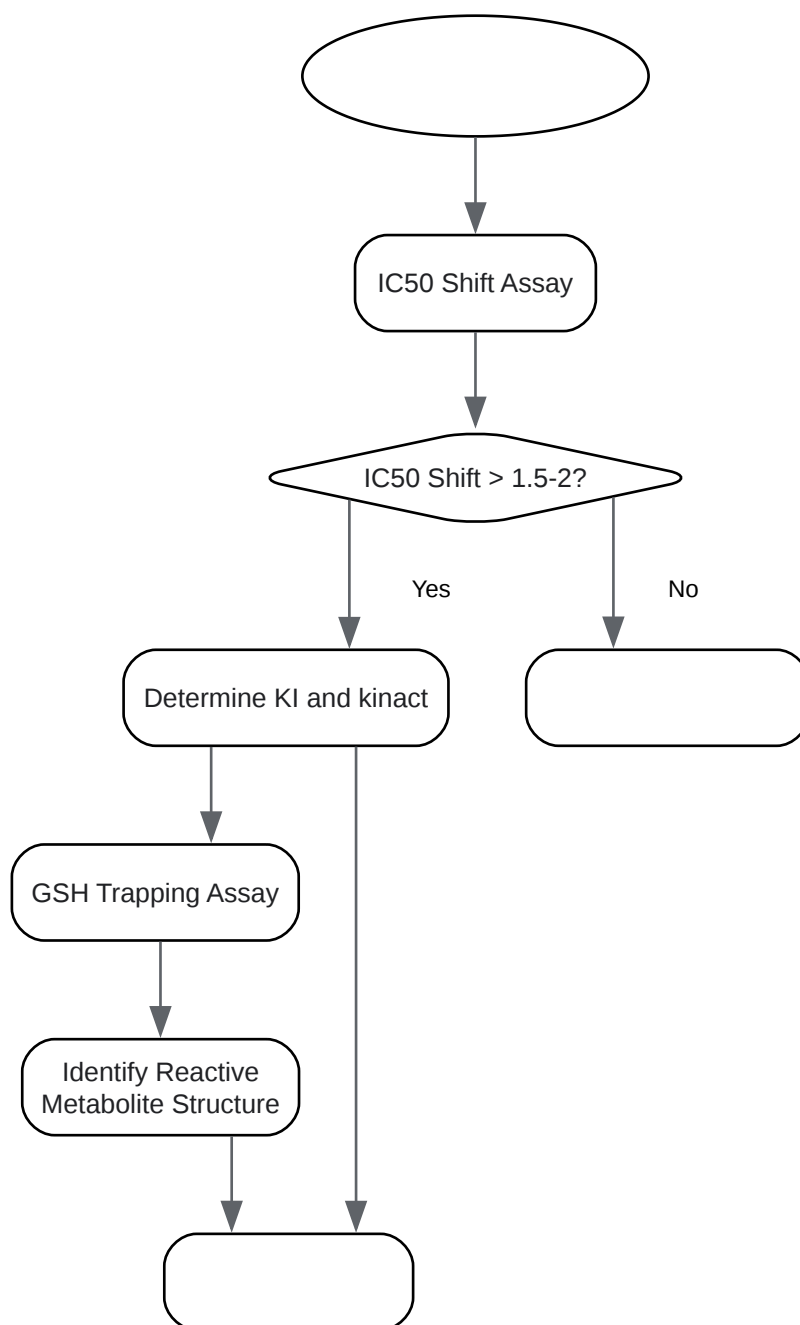 IC50 Shift Assay
IC50 Shift > 1.5-2?
Yes
No
Determine KI and kinact
GSH Trapping Assay
Identify Reactive
Metabolite Structure